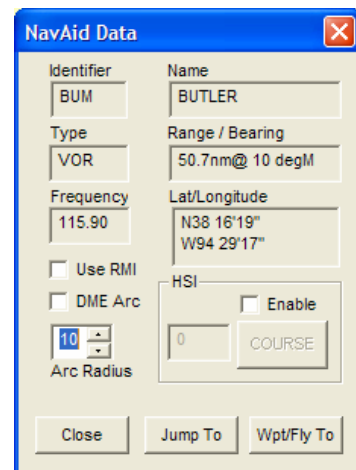 NavAid Data
Identifier
Name
BUM
BUTLER
Type
Range / Bearing
VOR
50.7nm@ 10 degM
Frequency
Lat/Longitude
115.90
N38 16'19"
W94 29'17"
Use RMI
HSI
DME Arc
Enable
10
0
COURSE
Arc Radius
Close
Jump To
Wpt/Fly To